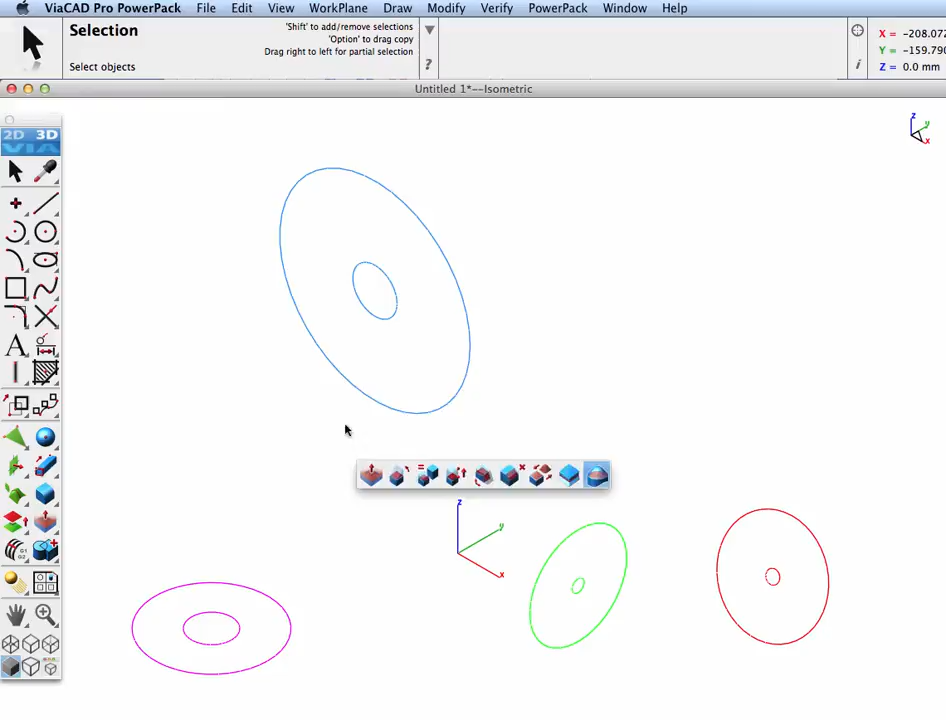 ViaCAD Pro PowerPack File Edit View WorkPlane Draw Modify Verify PowerPack Window Help
Selection
'Shift' to add/remove selections
'Option' to drag copy
Drag right to left for partial selection
Select objects
?
i
X = -208.072
Y = -159.790
Z = 0.0 mm
Untitled 1*--Isometric
z
y
x
2D 3D
VIA
A
G1
G2
z
y
x